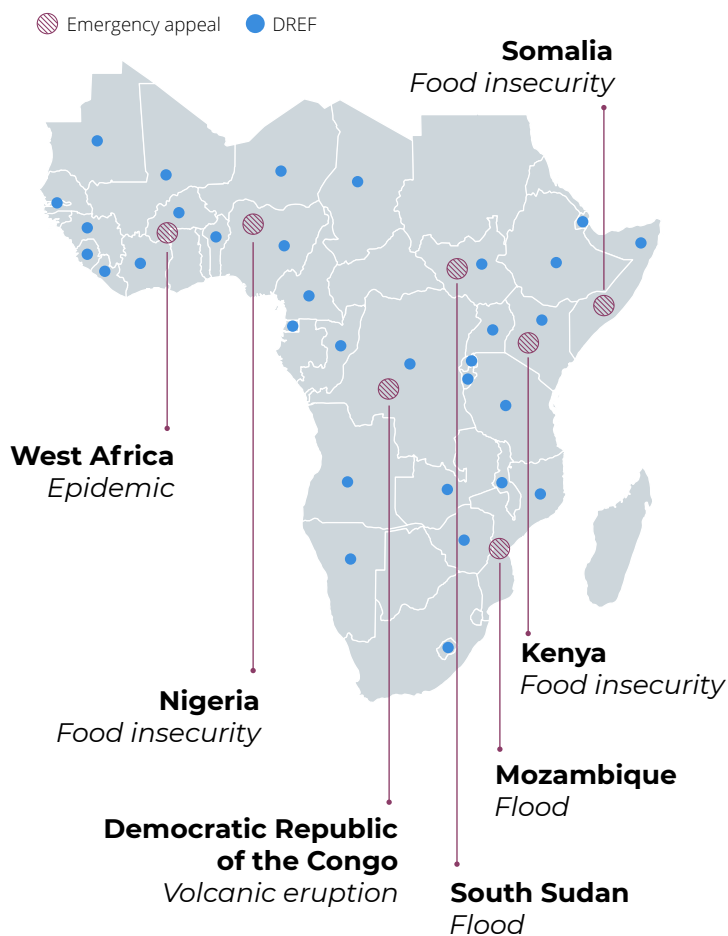 Emergency appeal
DREF
Somalia
Food insecurity
West Africa
Epidemic
Kenya
Food insecurity
Nigeria
Food insecurity
Mozambique
Flood
Democratic Republic
of the Congo
Volcanic eruption
South Sudan
Flood